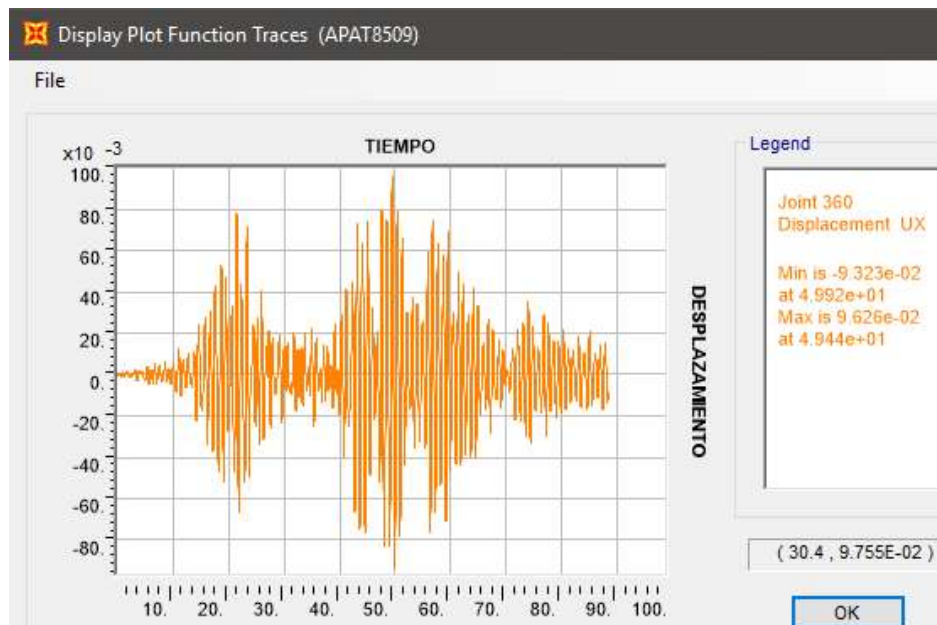 Display Plot Function Traces (APAT8509)
File
TIEMPO
x10 -3
100.
80.
60.
40.
20.
0.
-20.
-40.
-60.
-80.
10. 20. 30. 40. 50. 60. 70. 80. 90. 100.
DESPLAZAMIENTO
Legend
Joint 360
Displacement UX
Min is -9.323e-02
at 4.992e+01
Max is 9.626e-02
at 4.944e+01
( 30.4 , 9.755E-02 )
OK